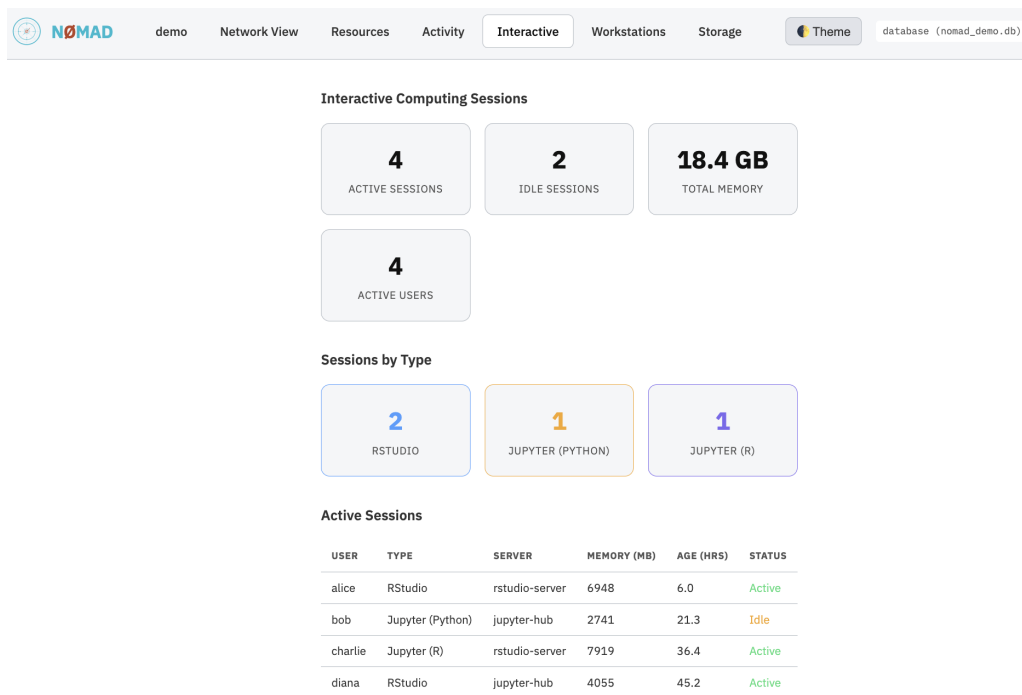 NØMAD demo Network View Resources Activity Interactive Workstations Storage Theme database (nomad_demo.db)
Interactive Computing Sessions
4 2 18.4 GB
ACTIVE SESSIONS IDLE SESSIONS TOTAL MEMORY
4
ACTIVE USERS
Sessions by Type
2 1 1
RSTUDIO JUPYTER (PYTHON) JUPYTER (R)
Active Sessions
USER TYPE SERVER MEMORY (MB) AGE (HRS) STATUS
alice RStudio rstudio-server 6948 6.0 Active
bob Jupyter (Python) jupyter-hub 2741 21.3 Idle
charlie Jupyter (R) rstudio-server 7919 36.4 Active
diana RStudio jupyter-hub 4055 45.2 Active